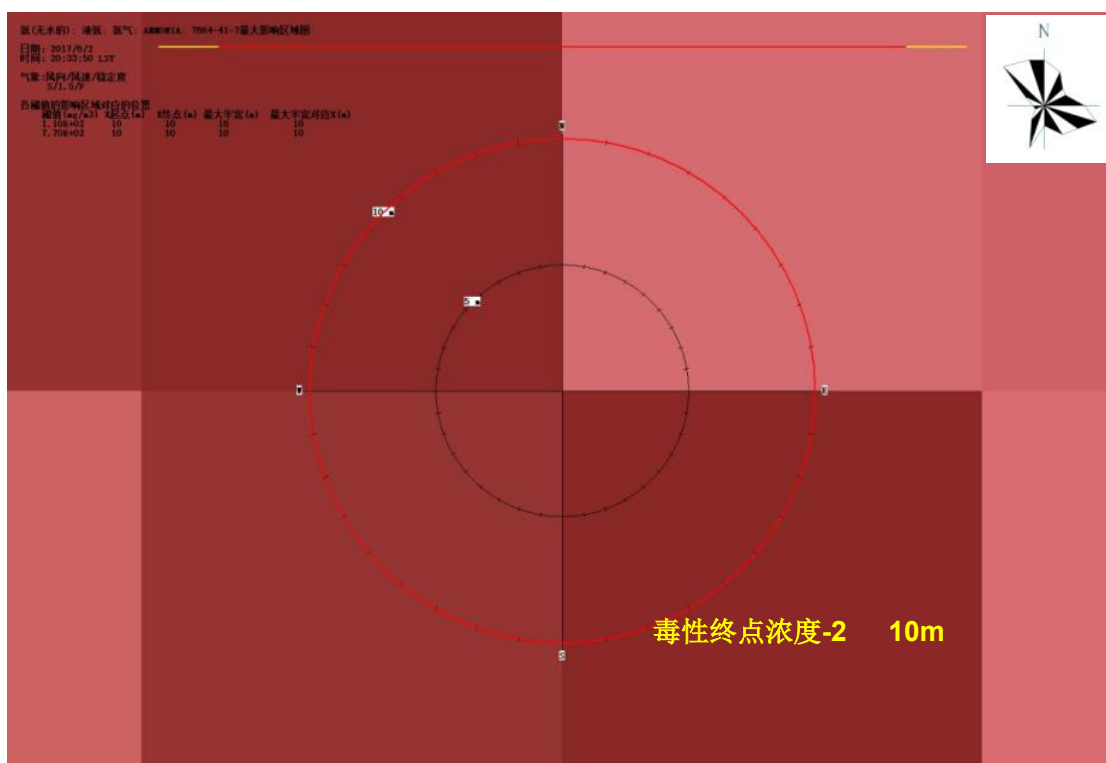 氨(无水的); 液氨; 氨气; AMMONIA; 7664-41-7最大影响区域图
日期: 2017/6/2
时间: 20:33:50 LST
气象:风向/风速/稳定度
S/1.5/F
各阈值的影响区域对应的位置
阈值(mg/m3) X起点(m) X终点(m) 最大半宽(m) 最大半宽对应X(m)
1.10E+02 10 10 16 10
7.70E+02 10 10 10
N
N
10 m
5 m
W
E
毒性终点浓度-2 10m
S